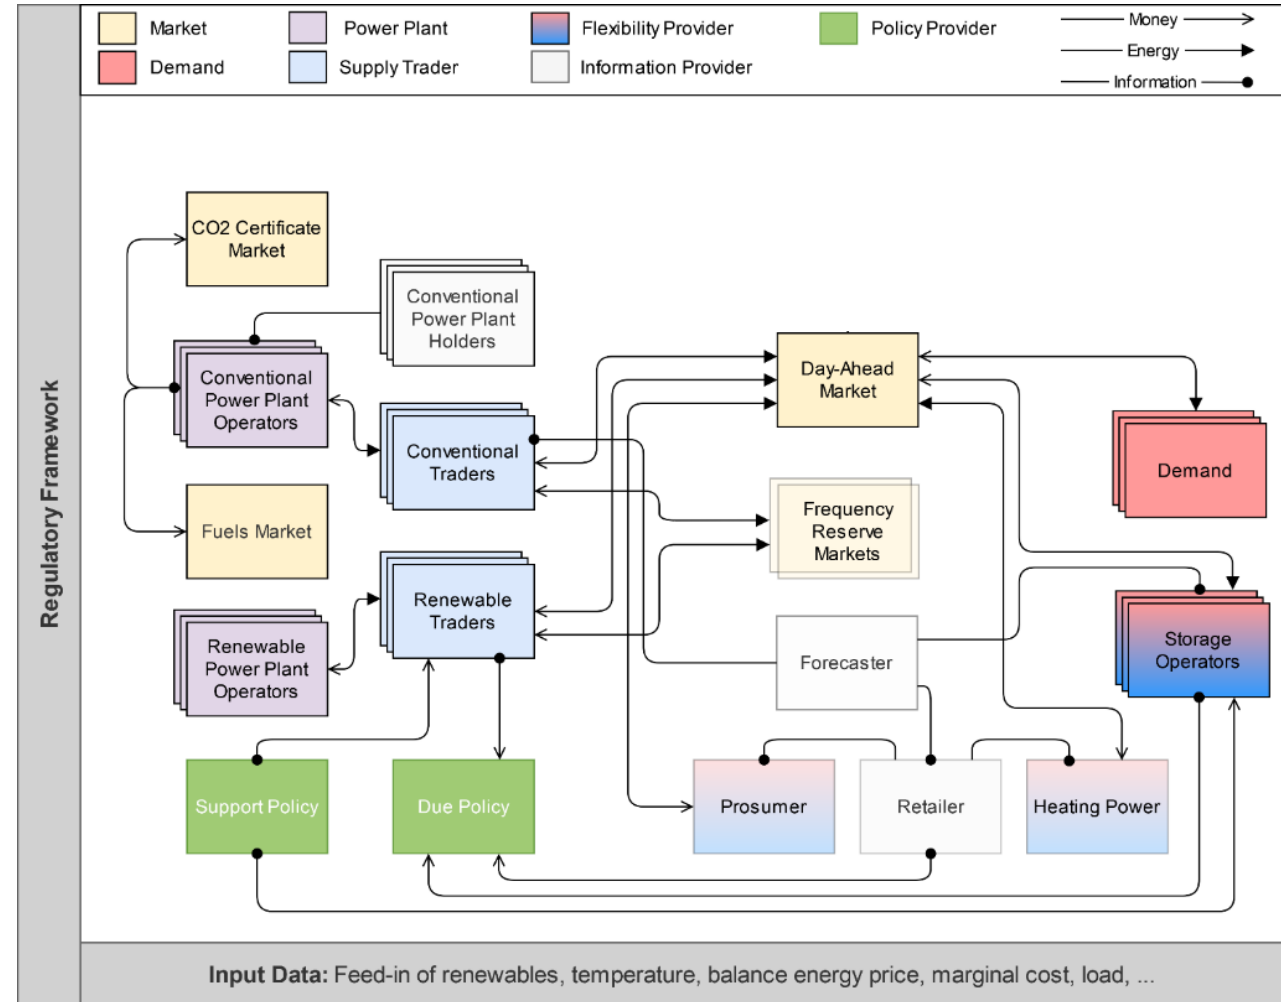 Market
Power Plant
Flexibility Provider
Policy Provider
Money
Energy
Demand
Supply Trader
Information Provider
Information
Regulatory Framework
CO2 Certificate
Market
Conventional
Power Plant
Holders
Conventional
Power Plant
Operators
Day-Ahead
Market
Conventional
Traders
Demand
Fuels Market
Frequency
Reserve
Markets
Renewable
Traders
Renewable
Power Plant
Operators
Forecaster
Storage
Operators
Support Policy
Due Policy
Prosumer
Retailer
Heating Power
Input Data: Feed-in of renewables, temperature, balance energy price, marginal cost, load, ...